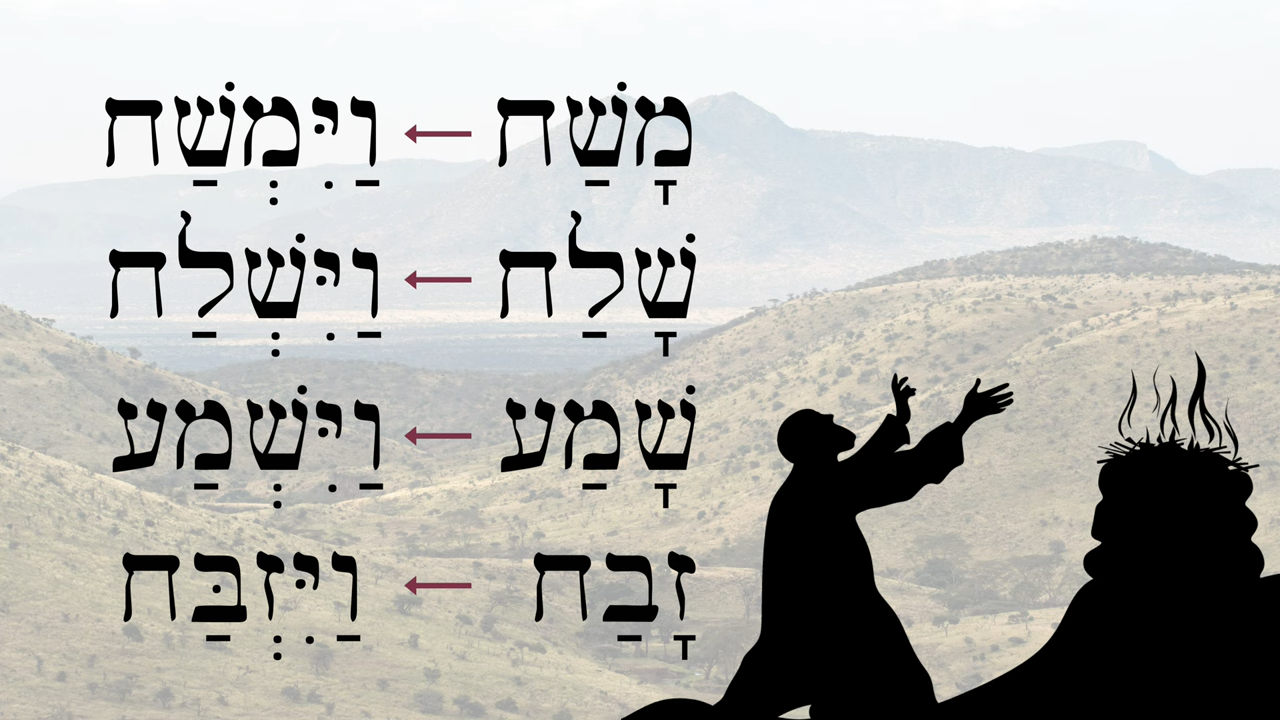 מָשַׁח ← וַיִּמְשַׁח
שָׁלַח ← וַיִּשְׁלַח
שָׁמַע ← וַיִּשְׁמַע
זָבַח ← וַיִּזְבַּח